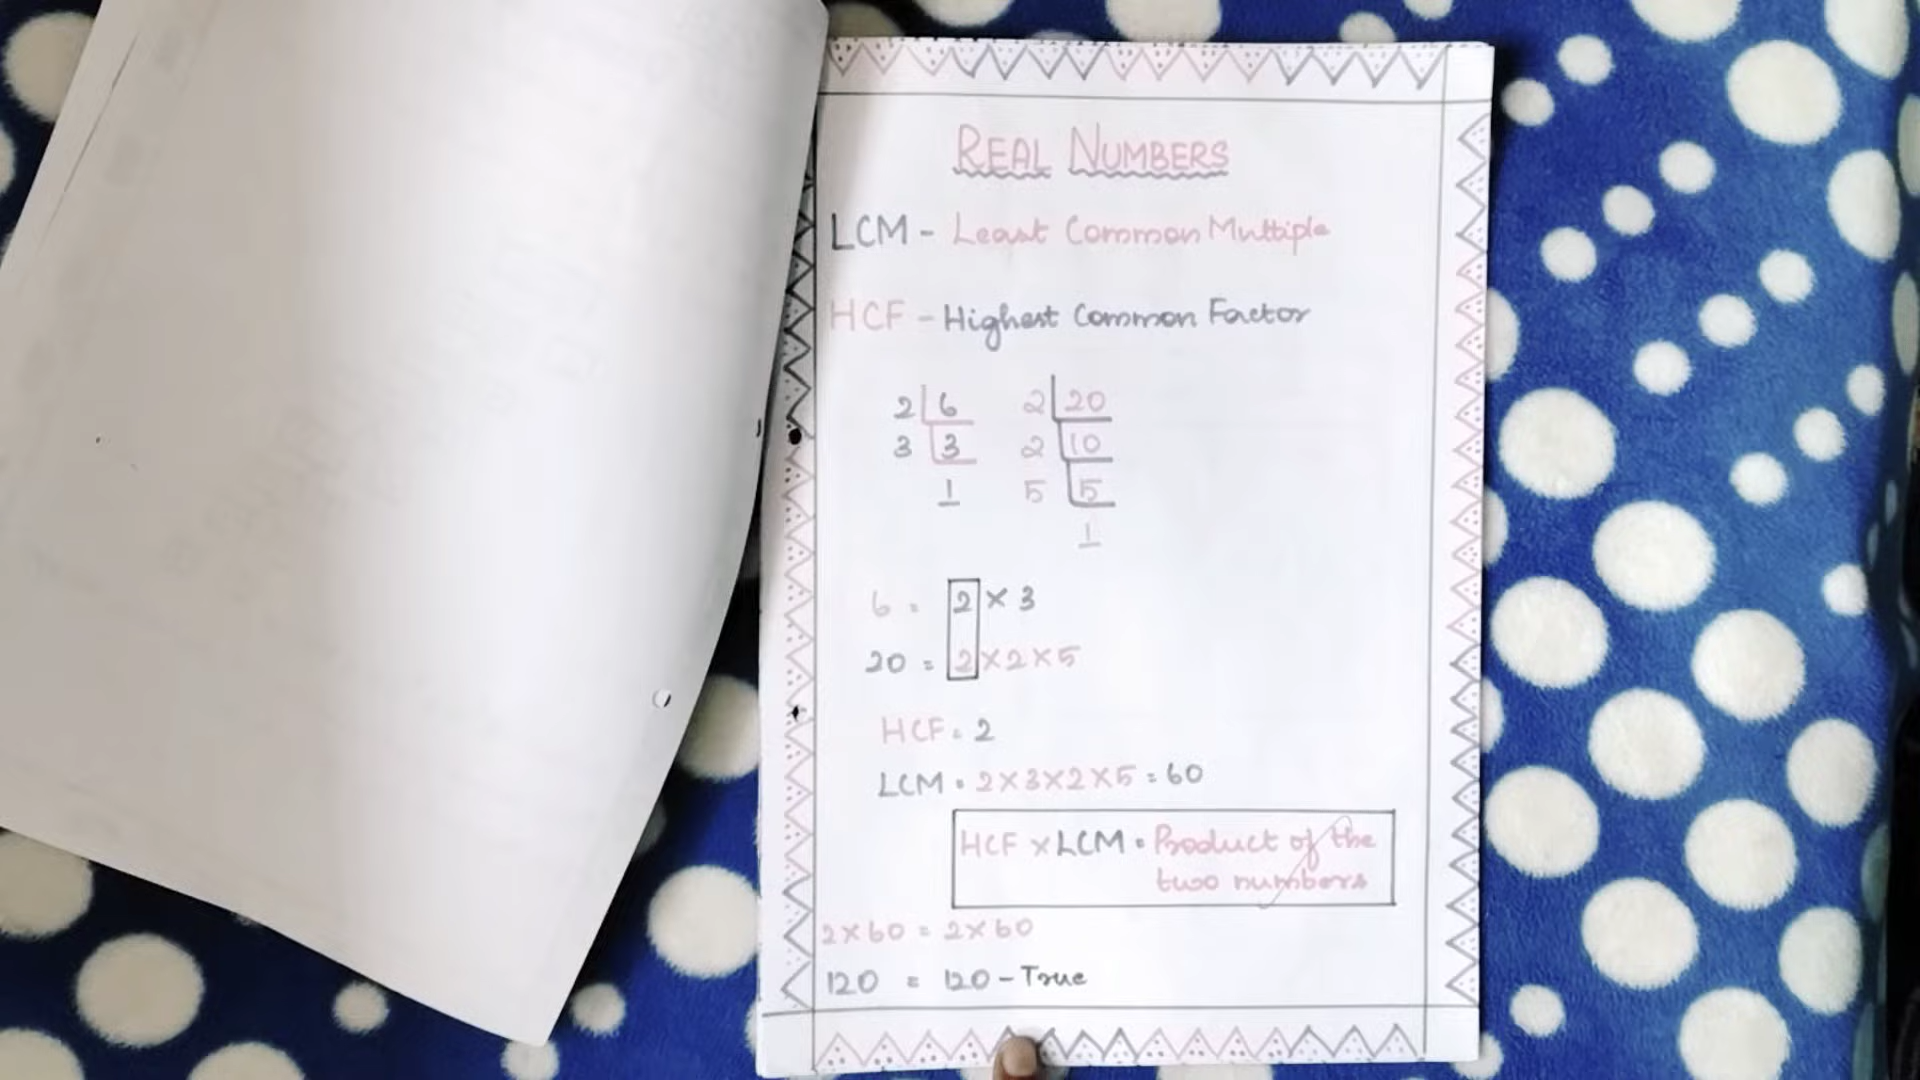 REAL NUMBERS
LCM - Least Common Multiple
HCF - Highest Common Factor
2 6 2 20
3 3 2 10
1 5 5
1
6 = 2 × 3
20 = 2 × 2 × 5
HCF = 2
LCM = 2 × 3 × 2 × 5 = 60
HCF × LCM = Product of the
two numbers
2 × 60 = 2 × 60
120 = 120 - True